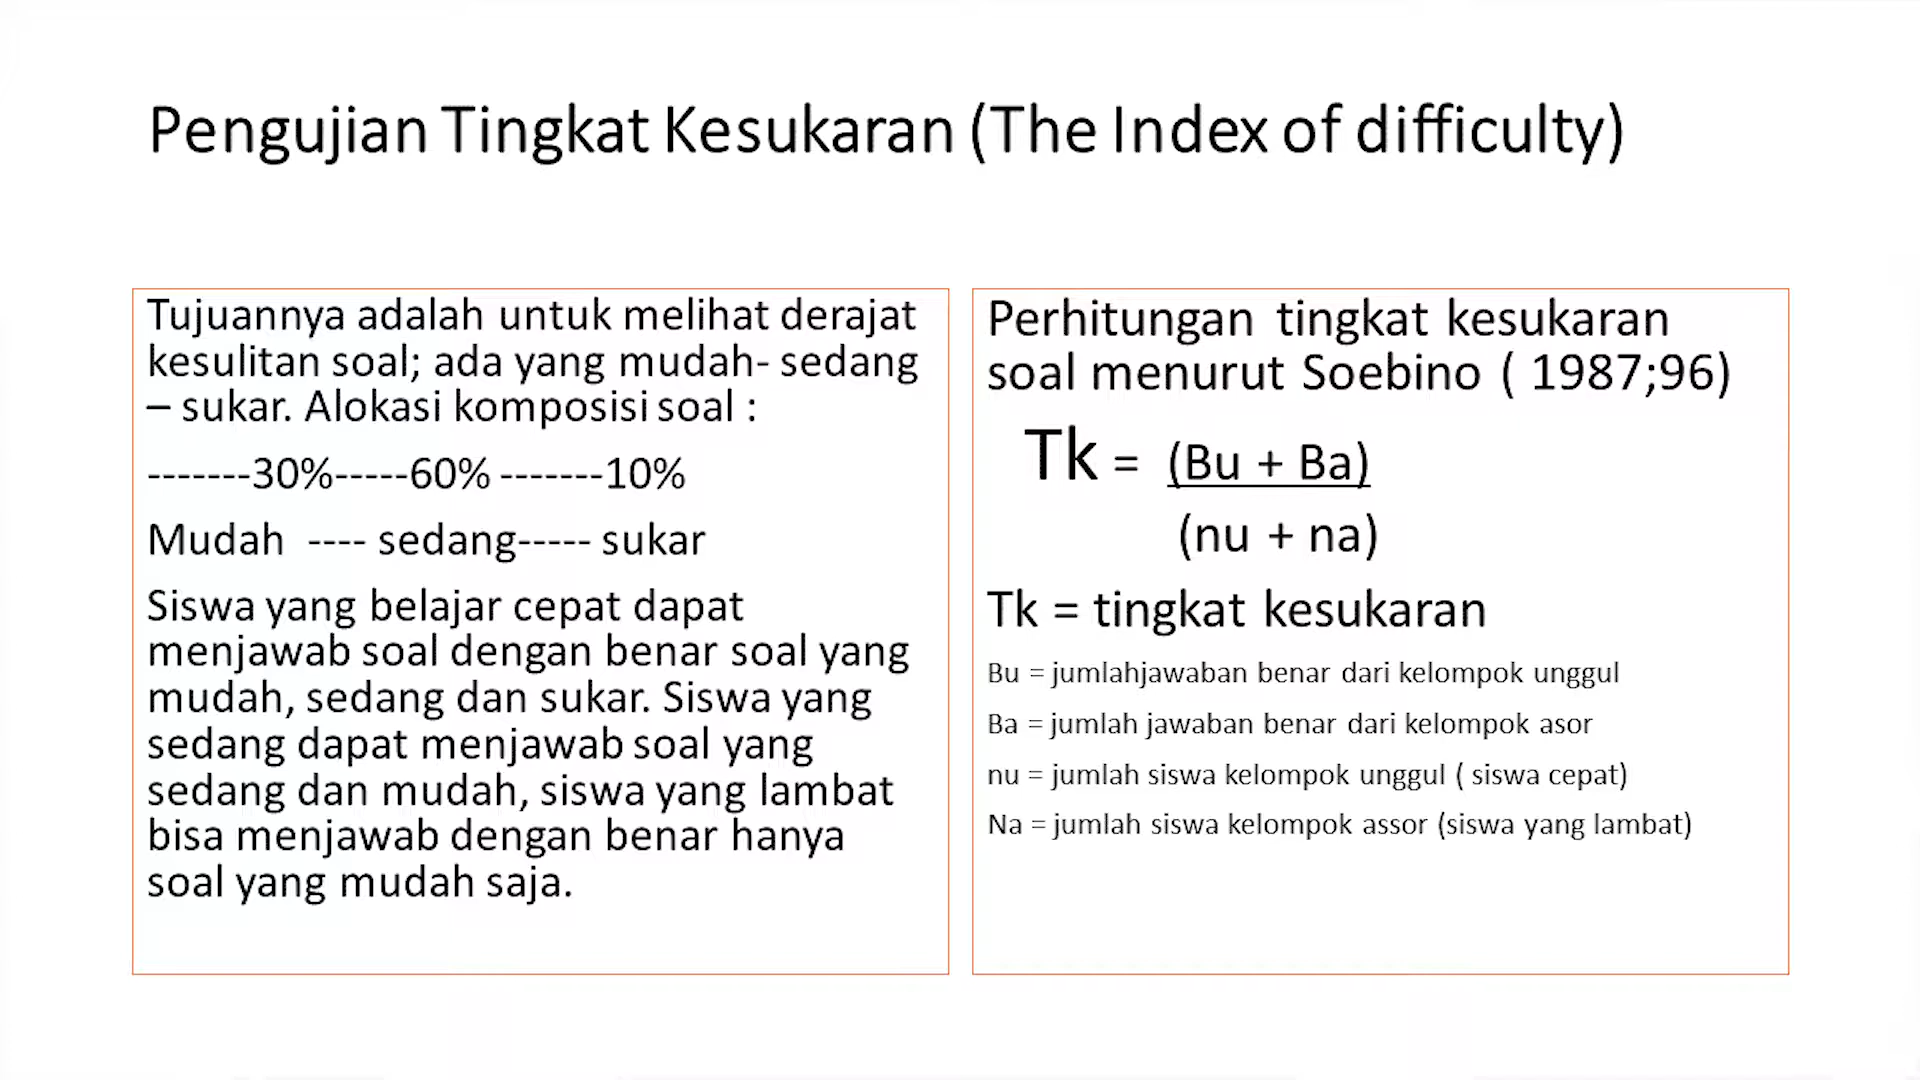 Pengujian Tingkat Kesukaran (The Index of difficulty)
Tujuannya adalah untuk melihat derajat
kesulitan soal; ada yang mudah- sedang
– sukar. Alokasi komposisi soal :
-------30%-----60% -------10%
Mudah ---- sedang----- sukar
Siswa yang belajar cepat dapat
menjawab soal dengan benar soal yang
mudah, sedang dan sukar. Siswa yang
sedang dapat menjawab soal yang
sedang dan mudah, siswa yang lambat
bisa menjawab dengan benar hanya
soal yang mudah saja.
Perhitungan tingkat kesukaran
soal menurut Soebino ( 1987;96)
Tk = (Bu + Ba)
(nu + na)
Tk = tingkat kesukaran
Bu = jumlahjawaban benar dari kelompok unggul
Ba = jumlah jawaban benar dari kelompok asor
nu = jumlah siswa kelompok unggul ( siswa cepat)
Na = jumlah siswa kelompok assor (siswa yang lambat)